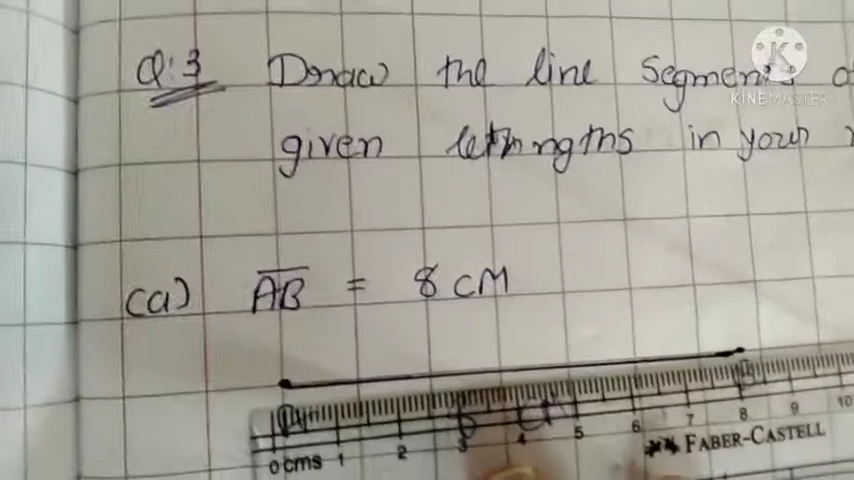 Q:3 Draw the line Segments
given lengths in your
KINEMASTER
(a) AB = 8 CM
0 cms 1 2 3 4 5 6 7 8 9 10
FABER-CASTELL